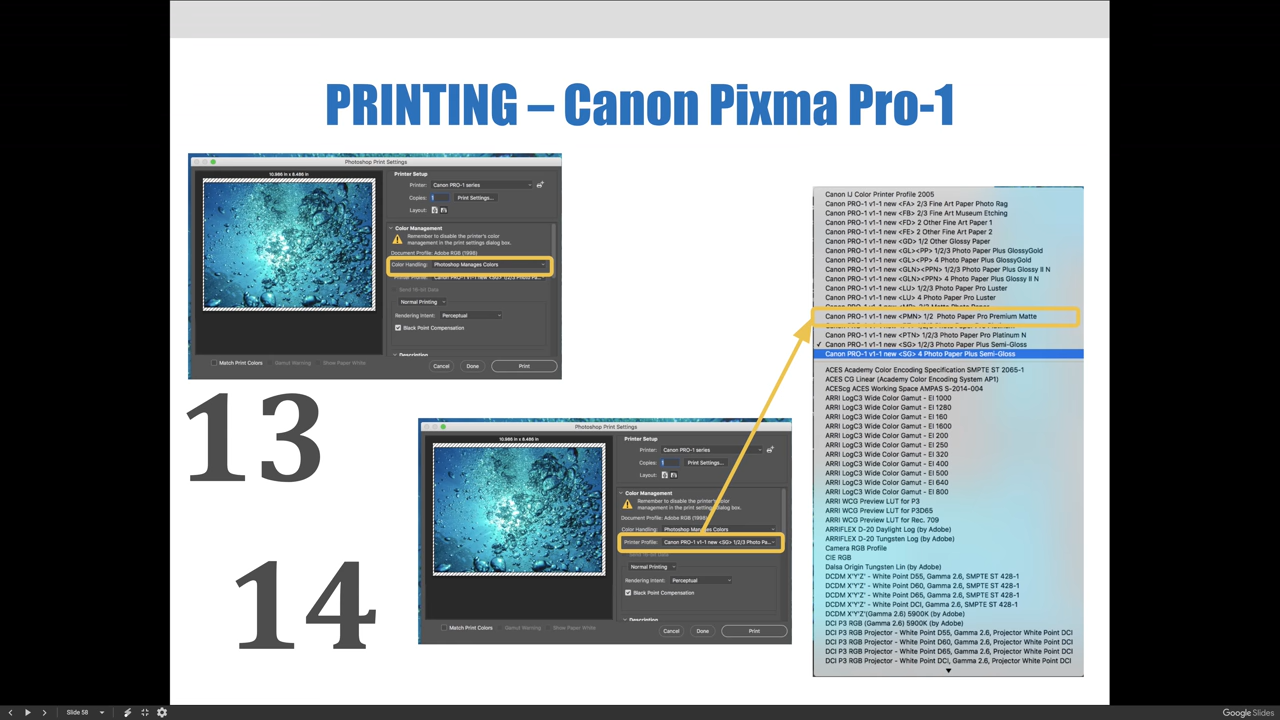 PRINTING – Canon Pixma Pro-1
Photoshop Print Settings
10.986 in x 8.486 in
Printer Setup
Printer: Canon PRO-1 series
Copies: 1 Print Settings...
Layout:
Color Management
Remember to disable the printer's color
management in the print settings dialog box.
Document Profile: Adobe RGB (1998)
Color Handling: Photoshop Manages Colors
Send 16-bit Data
Normal Printing
Rendering Intent: Perceptual
Black Point Compensation
Description
Match Print Colors Gamut Warning Show Paper White
Cancel Done Print
13
Photoshop Print Settings
10.986 in x 8.486 in
Printer Setup
Printer: Canon PRO-1 series
Copies: 1 Print Settings...
Layout:
Color Management
Remember to disable the printer's color
management in the print settings dialog box.
Document Profile: Adobe RGB (1998)
Color Handling: Photoshop Manages Colors
Printer Profile: Canon PRO-1 v1-1 new <SG> 1/2/3 Photo Pa...
Normal Printing
Rendering Intent: Perceptual
Black Point Compensation
Description
Match Print Colors Gamut Warning Show Paper White
Cancel Done Print
14
Canon IJ Color Printer Profile 2005
Canon PRO-1 v1-1 new <FA> 2/3 Fine Art Paper Photo Rag
Canon PRO-1 v1-1 new <FB> 2/3 Fine Art Museum Etching
Canon PRO-1 v1-1 new <FD> 2 Other Fine Art Paper 1
Canon PRO-1 v1-1 new <FE> 2 Other Fine Art Paper 2
Canon PRO-1 v1-1 new <GD> 1/2 Other Glossy Paper
Canon PRO-1 v1-1 new <GL><PP> 1/2/3 Photo Paper Plus GlossyGold
Canon PRO-1 v1-1 new <GL><PP> 4 Photo Paper Plus GlossyGold
Canon PRO-1 v1-1 new <GLN><PPN> 1/2/3 Photo Paper Plus Glossy II N
Canon PRO-1 v1-1 new <GLN><PPN> 4 Photo Paper Plus Glossy II N
Canon PRO-1 v1-1 new <LU> 1/2/3 Photo Paper Pro Luster
Canon PRO-1 v1-1 new <LU> 4 Photo Paper Pro Luster
Canon PRO-1 v1-1 new <PMN> 1/2 Photo Paper Pro Premium Matte
Canon PRO-1 v1-1 new <PTN> 1/2/3 Photo Paper Pro Platinum N
✓ Canon PRO-1 v1-1 new <SG> 1/2/3 Photo Paper Plus Semi-Gloss
Canon PRO-1 v1-1 new <SG> 4 Photo Paper Plus Semi-Gloss
ACES Academy Color Encoding Specification SMPTE ST 2065-1
ACES CG Linear (Academy Color Encoding System AP1)
ACEScg ACES Working Space AMPAS S-2014-004
ARRI LogC3 Wide Color Gamut - EI 1000
ARRI LogC3 Wide Color Gamut - EI 1280
ARRI LogC3 Wide Color Gamut - EI 160
ARRI LogC3 Wide Color Gamut - EI 1600
ARRI LogC3 Wide Color Gamut - EI 200
ARRI LogC3 Wide Color Gamut - EI 250
ARRI LogC3 Wide Color Gamut - EI 320
ARRI LogC3 Wide Color Gamut - EI 400
ARRI LogC3 Wide Color Gamut - EI 500
ARRI LogC3 Wide Color Gamut - EI 640
ARRI LogC3 Wide Color Gamut - EI 800
ARRI WCG Preview LUT for P3
ARRI WCG Preview LUT for P3D65
ARRI WCG Preview LUT for Rec. 709
ARRIFLEX D-20 Daylight Log (by Adobe)
ARRIFLEX D-20 Tungsten Log (by Adobe)
Camera RGB Profile
CIE RGB
Dalsa Origin Tungsten Lin (by Adobe)
DCDM X'Y'Z' - White Point D55, Gamma 2.6, SMPTE ST 428-1
DCDM X'Y'Z' - White Point D60, Gamma 2.6, SMPTE ST 428-1
DCDM X'Y'Z' - White Point D65, Gamma 2.6, SMPTE ST 428-1
DCDM X'Y'Z' - White Point DCI, Gamma 2.6, SMPTE ST 428-1
DCDM X'Y'Z'(Gamma 2.6) 5900K (by Adobe)
DCI P3 RGB (Gamma 2.6) 5900K (by Adobe)
DCI P3 RGB Projector - White Point D55, Gamma 2.6, Projector White Point DCI
DCI P3 RGB Projector - White Point D60, Gamma 2.6, Projector White Point DCI
DCI P3 RGB Projector - White Point D65, Gamma 2.6, Projector White Point DCI
DCI P3 RGB Projector - White Point DCI, Gamma 2.6, Projector White Point DCI
Slide 58
Google Slides